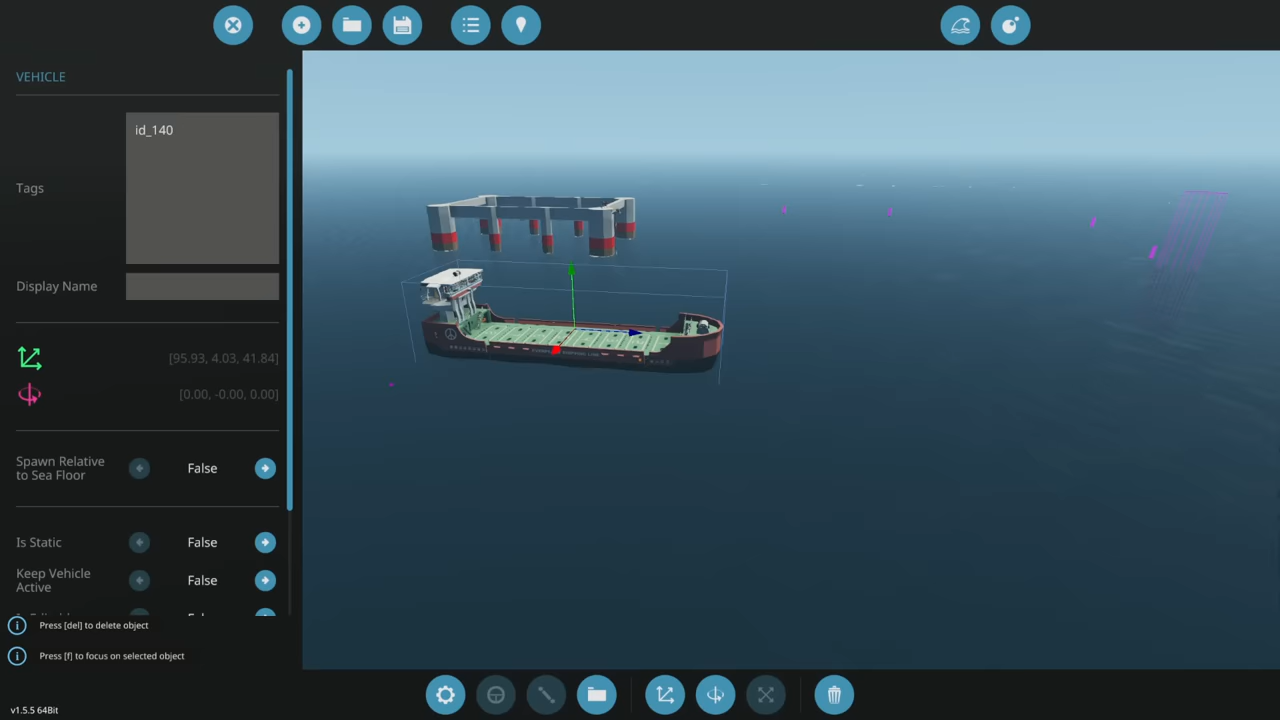 VEHICLE
id_140
Tags
Display Name
[95.93, 4.03, 41.84]
[0.00, -0.00, 0.00]
Spawn Relative
to Sea Floor
False
Is Static
False
Keep Vehicle
Active
False
Press [del] to delete object
Press [f] to focus on selected object
v1.5.5 64Bit